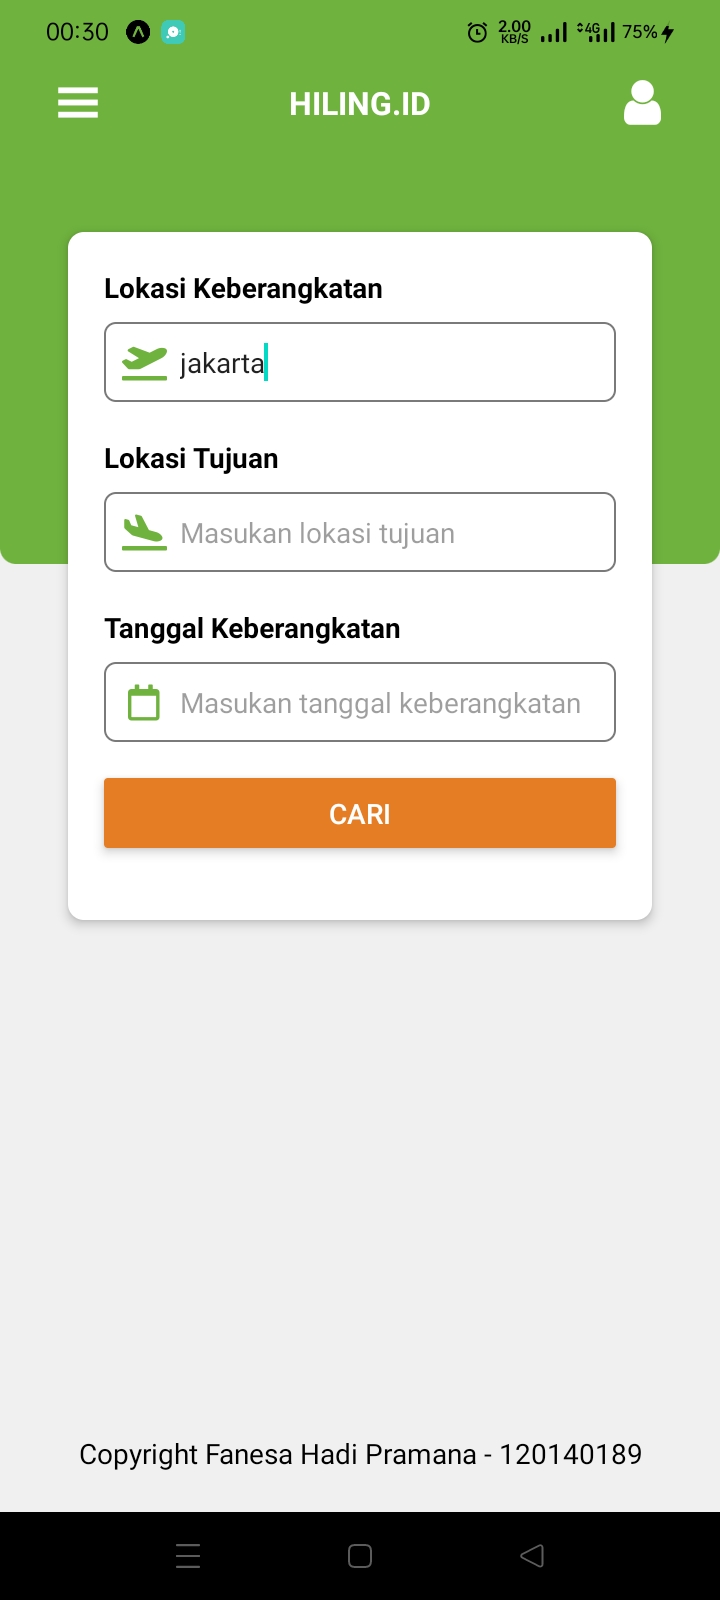 00:30 2.00 KB/S 4G 75%
HILING.ID
Lokasi Keberangkatan
jakarta
Lokasi Tujuan
Masukan lokasi tujuan
Tanggal Keberangkatan
Masukan tanggal keberangkatan
CARI
Copyright Fanesa Hadi Pramana - 120140189